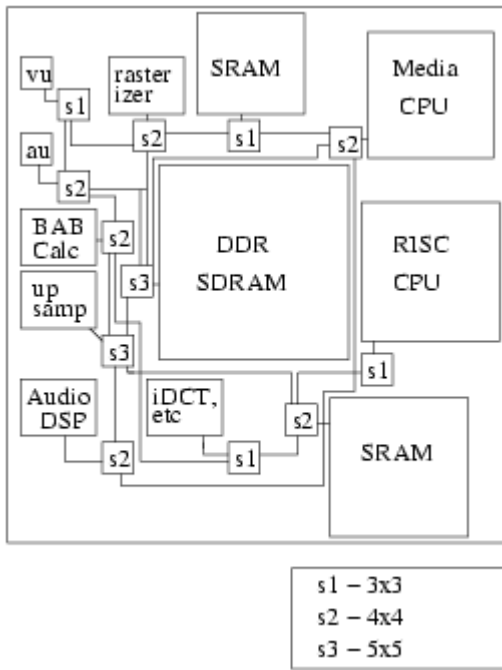 vu
s1
raster
izer
SRAM
Media
CPU
s2
s1
s2
au
s2
BAB
Calc
s2
DDR
SDRAM
RISC
CPU
up
samp
s3
s3
s1
Audio
DSP
iDCT,
etc
s2
s2
s1
SRAM
s1 – 3x3
s2 – 4x4
s3 – 5x5